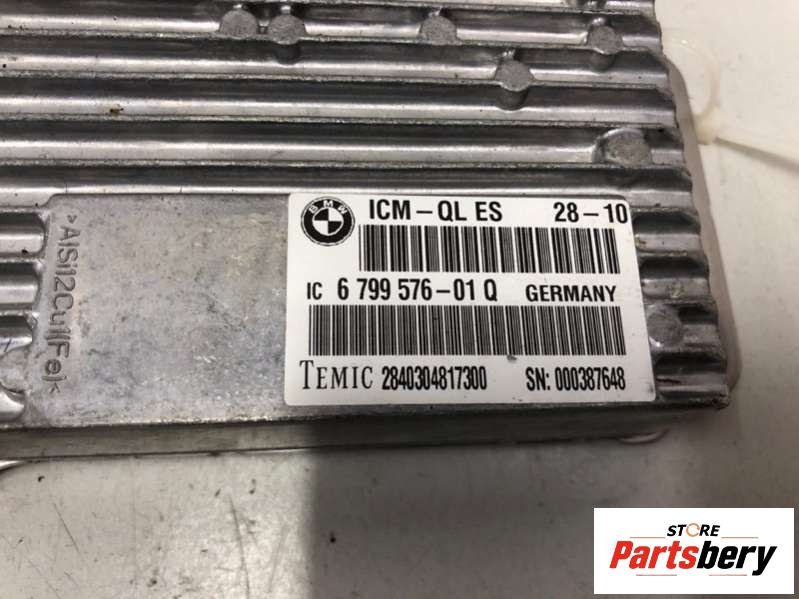 >AlSi12Cu(Fe)<
BMW
ICM-QL ES 28-10
IC 6 799 576-01 Q GERMANY
TEMIC 2840304817300 SN: 000387648
STORE
Partsbery